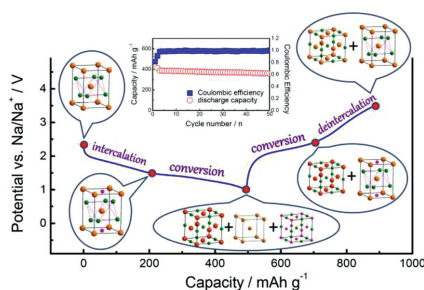 Potential vs. Na/Na⁺ / V
4
3
2
1
0
0 200 400 600 800 1000
Capacity / mAh g⁻¹
intercalation
conversion
conversion
deintercalation
+
+
+ +
Capacity / mAh g⁻¹
600
400
200
0
0 10 20 30 40 50
Cycle number / n
1.2
1.0
0.8
0.6
0.4
0.2
0.0
Coulombic Efficiency
Coulombic efficiency
discharge capacity